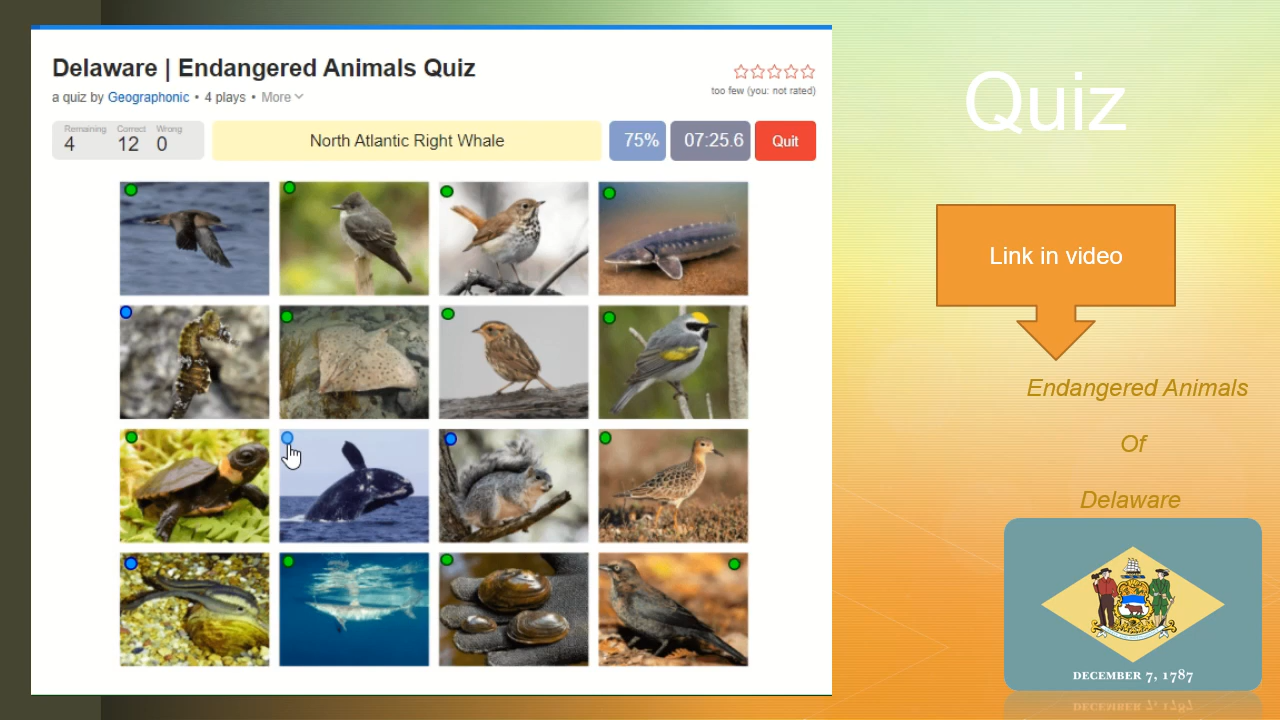 Delaware | Endangered Animals Quiz
a quiz by Geographonic • 4 plays • More
too few (you: not rated)
Remaining Correct Wrong
4 12 0
North Atlantic Right Whale
75%
07:25.6
Quit
Quiz
Link in video
Endangered Animals
Of
Delaware
DECEMBER 7, 1787